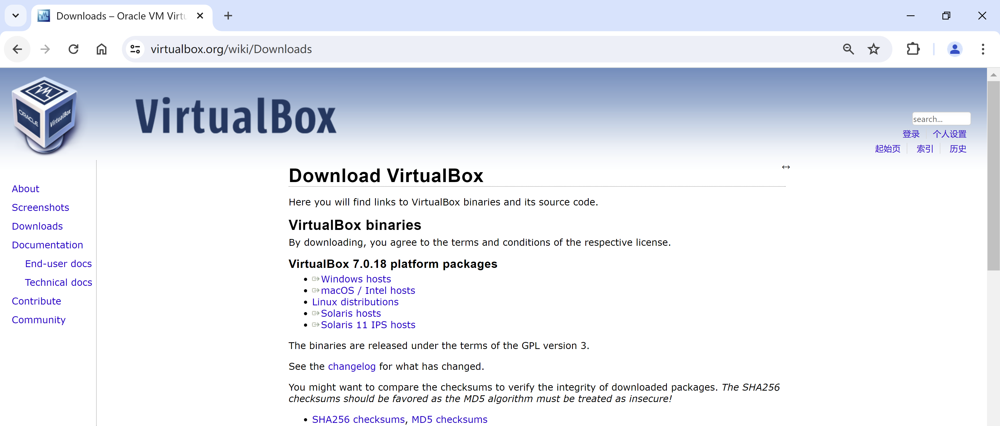 Downloads – Oracle VM Virtu
virtualbox.org/wiki/Downloads
ORACLE
VirtualBox
VirtualBox
search...
登录 个人设置
起始页 索引 历史
About
Screenshots
Downloads
Documentation
End-user docs
Technical docs
Contribute
Community
Download VirtualBox
Here you will find links to VirtualBox binaries and its source code.
VirtualBox binaries
By downloading, you agree to the terms and conditions of the respective license.
VirtualBox 7.0.18 platform packages
Windows hosts
macOS / Intel hosts
Linux distributions
Solaris hosts
Solaris 11 IPS hosts
The binaries are released under the terms of the GPL version 3.
See the changelog for what has changed.
You might want to compare the checksums to verify the integrity of downloaded packages. The SHA256
checksums should be favored as the MD5 algorithm must be treated as insecure!
SHA256 checksums, MD5 checksums